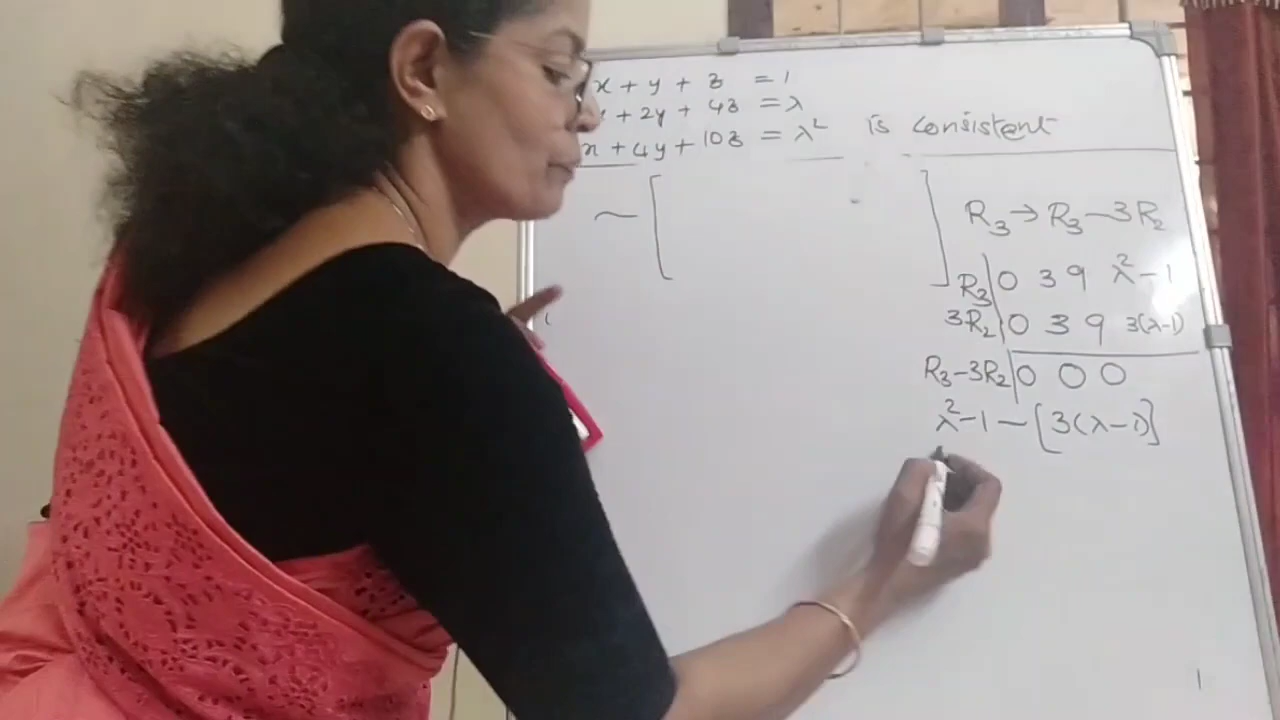 x + y + z = 1
+ 2y + 4z = λ
x + 4y + 10z = λ² is consistent
~ [ ] R₃ → R₃ - 3R₂
R₃ | 0 3 9 λ² - 1
3R₂ | 0 3 9 3(λ-1)
R₃ - 3R₂ | 0 0 0
λ² - 1 - [3(λ - 1)]